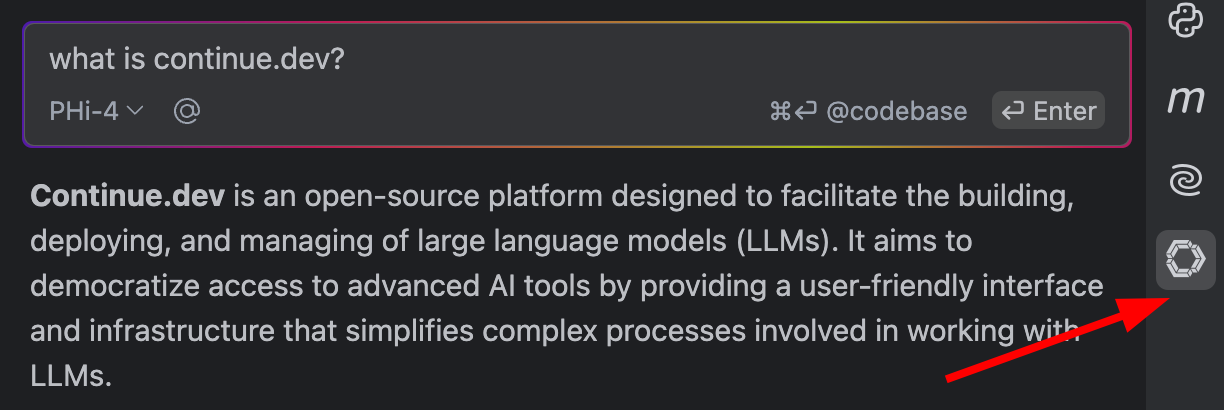 what is continue.dev?
PHi-4 @ ⌘⏎ @codebase ⏎ Enter
m
Continue.dev is an open-source platform designed to facilitate the building,
deploying, and managing of large language models (LLMs). It aims to
democratize access to advanced AI tools by providing a user-friendly interface
and infrastructure that simplifies complex processes involved in working with
LLMs.